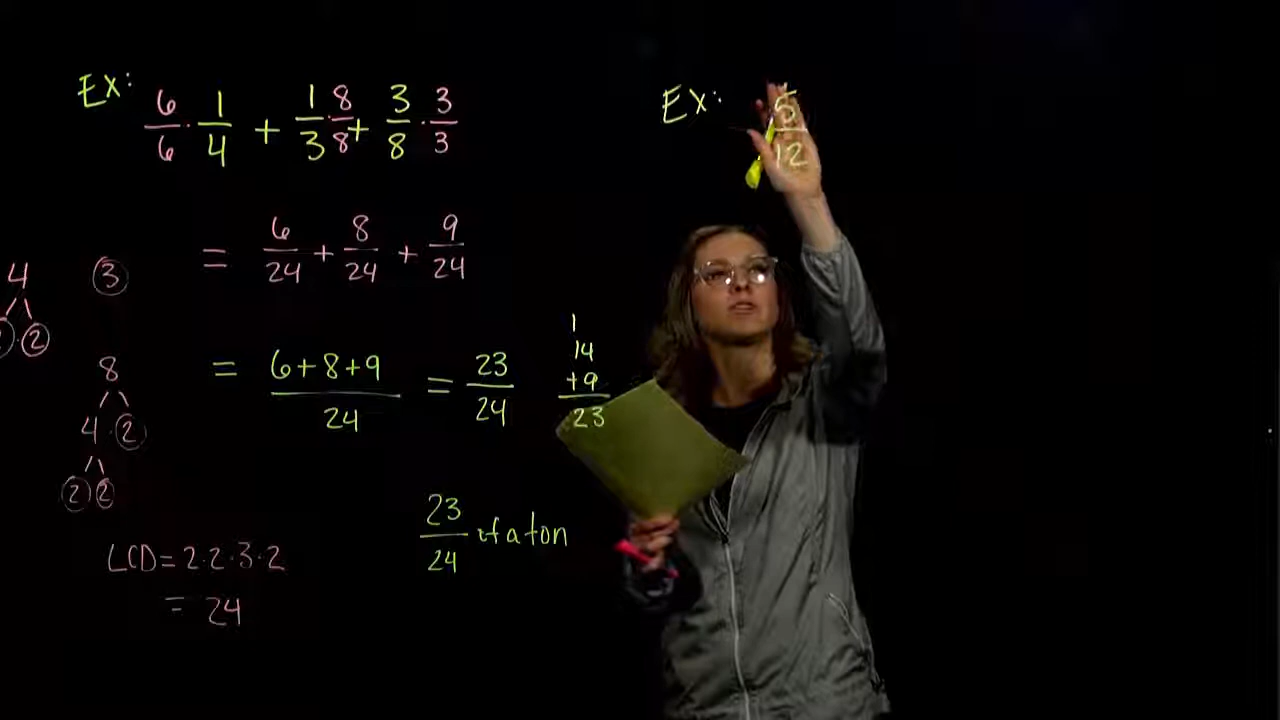 Ex: 6/6 · 1/4 + 1/3 · 8/8 + 3/8 · 3/3
= 6/24 + 8/24 + 9/24
4 3
2 2
= (6+8+9)/24 = 23/24
1
14
+9
23
8
4 · 2
2 2
23/24 of a ton
LCD = 2·2·3·2
= 24
Ex: 5/12